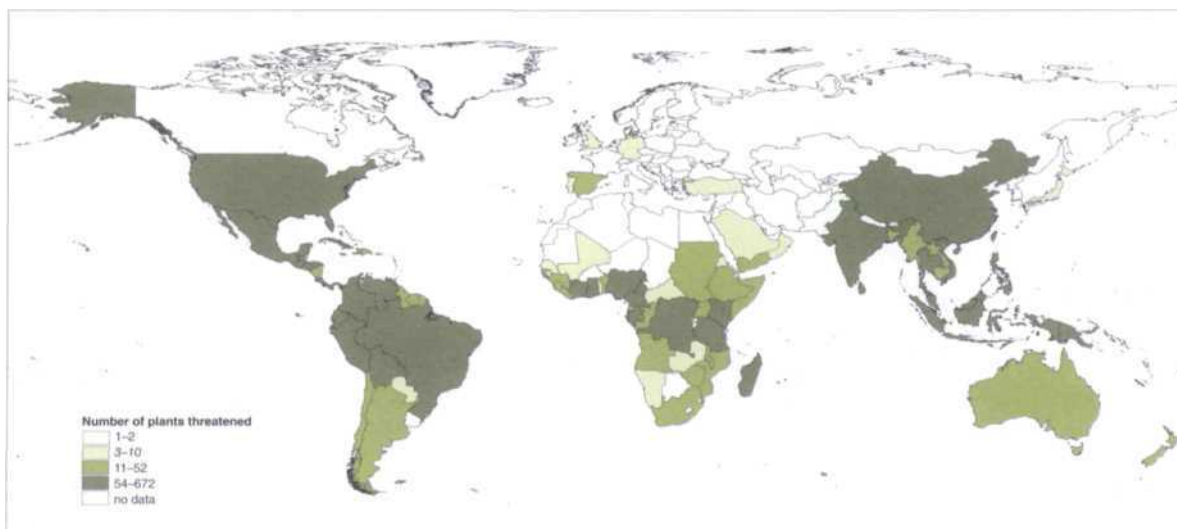 Number of plants threatened
1–2
3–10
11–52
54–672
no data